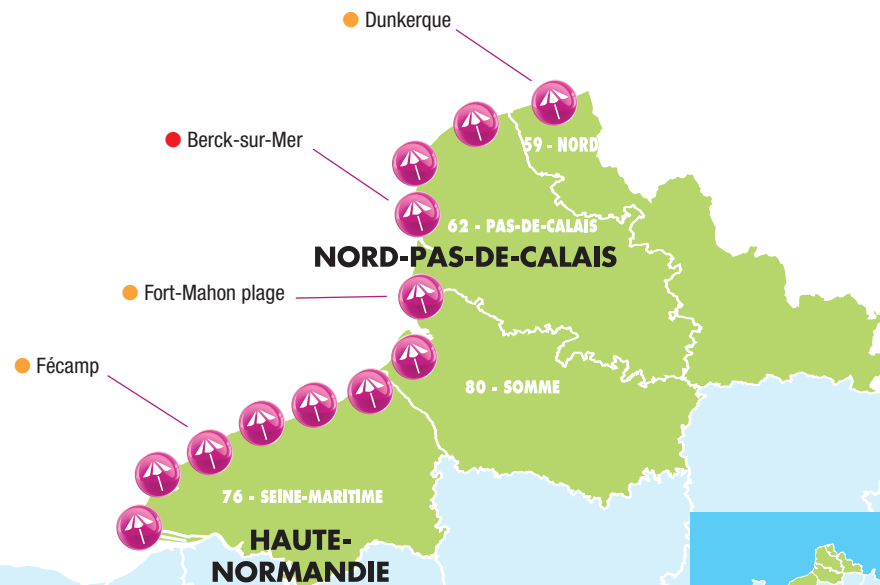 Dunkerque
Berck-sur-Mer
59 - NORD
62 - PAS-DE-CALAIS
NORD-PAS-DE-CALAIS
Fort-Mahon plage
Fécamp
80 - SOMME
76 - SEINE-MARITIME
HAUTE-
NORMANDIE